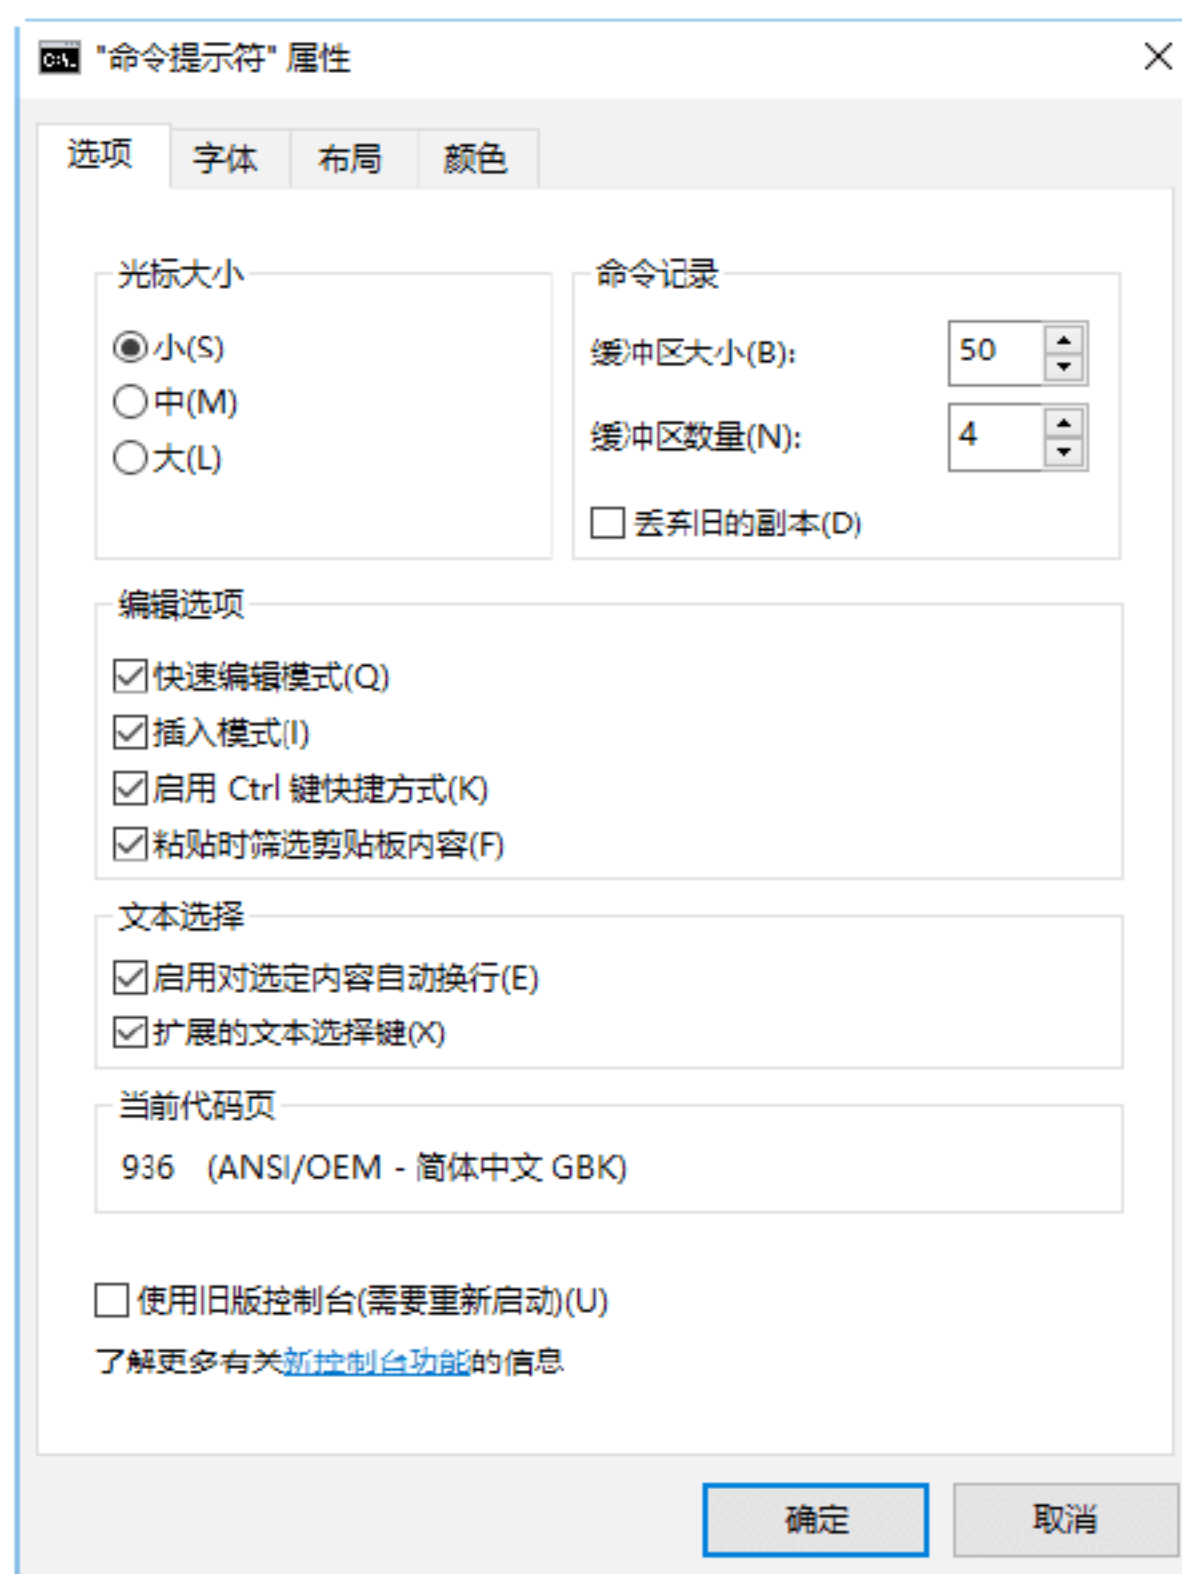 "命令提示符" 属性
选项 字体 布局 颜色
光标大小
小(S)
中(M)
大(L)
命令记录
缓冲区大小(B): 50
缓冲区数量(N): 4
丢弃旧的副本(D)
编辑选项
快速编辑模式(Q)
插入模式(I)
启用 Ctrl 键快捷方式(K)
粘贴时筛选剪贴板内容(F)
文本选择
启用对选定内容自动换行(E)
扩展的文本选择键(X)
当前代码页
936 (ANSI/OEM - 简体中文 GBK)
使用旧版控制台(需要重新启动)(U)
了解更多有关新控制台功能的信息
确定 取消